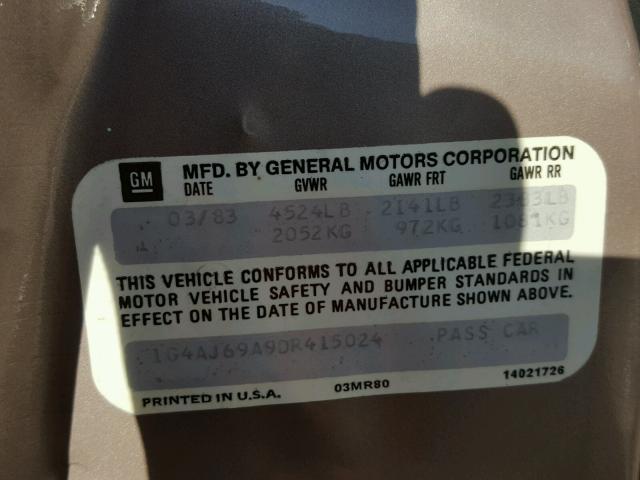 GM MFD. BY GENERAL MOTORS CORPORATION
DATE GVWR GAWR FRT GAWR RR
03/83 4524LB 2141LB 2383LB
2052KG 972KG 1081KG
THIS VEHICLE CONFORMS TO ALL APPLICABLE FEDERAL
MOTOR VEHICLE SAFETY AND BUMPER STANDARDS IN
EFFECT ON THE DATE OF MANUFACTURE SHOWN ABOVE.
1G4AJ69A9DR415024 PASS CAR
PRINTED IN U.S.A. 03MR80 14021726